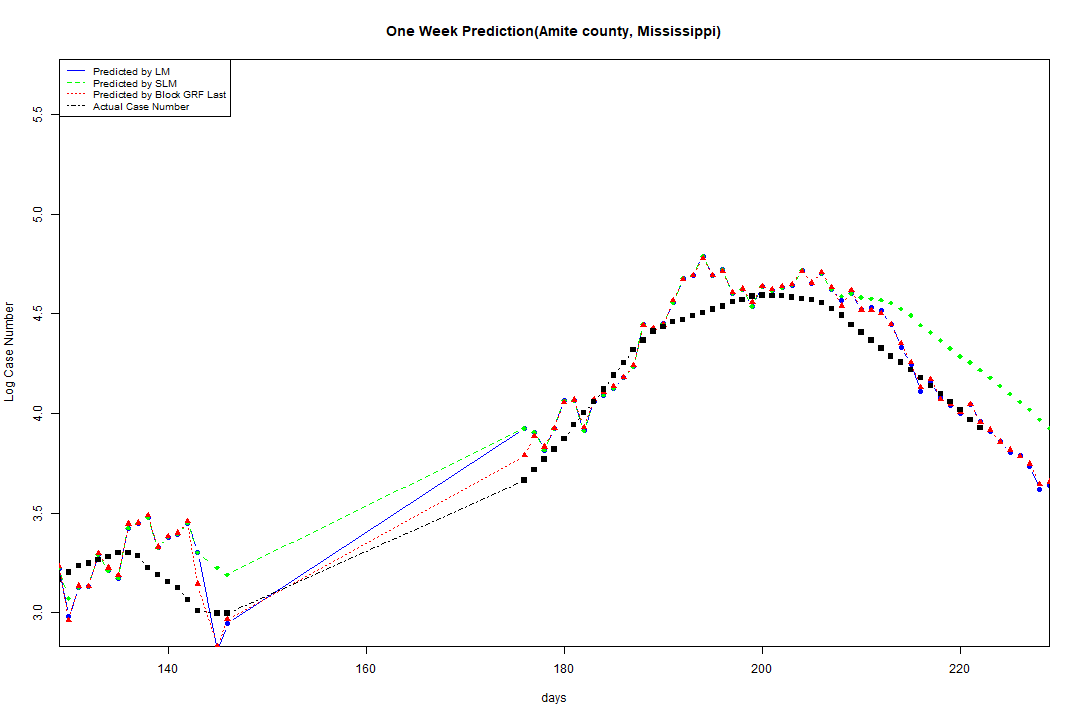 One Week Prediction(Amite county, Mississippi)
Predicted by LM
Predicted by SLM
Predicted by Block GRF Last
Actual Case Number
Log Case Number
5.5
5.0
4.5
4.0
3.5
3.0
140 160 180 200 220
days